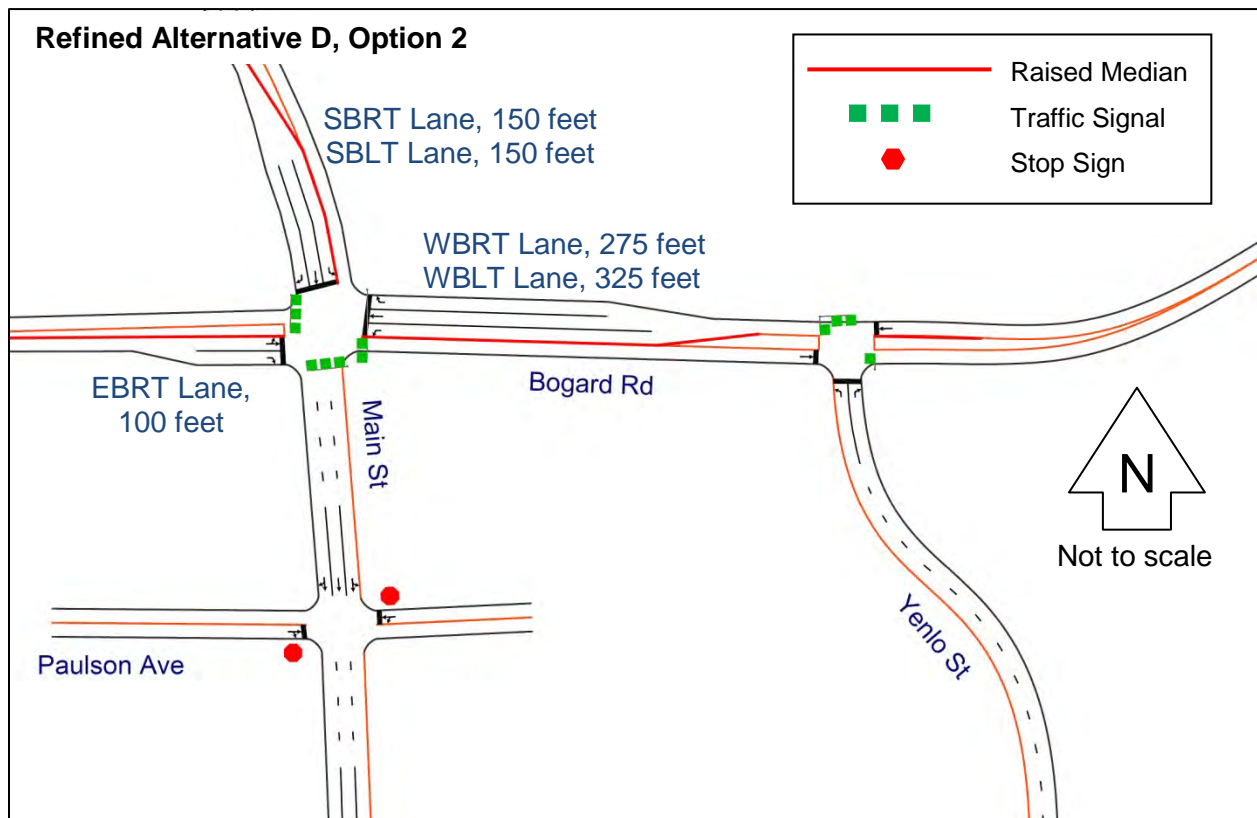 Refined Alternative D, Option 2
Raised Median
Traffic Signal
Stop Sign
SBRT Lane, 150 feet
SBLT Lane, 150 feet
WBRT Lane, 275 feet
WBLT Lane, 325 feet
EBRT Lane,
100 feet
Bogard Rd
Main St
N
Not to scale
Yenlo St
Paulson Ave